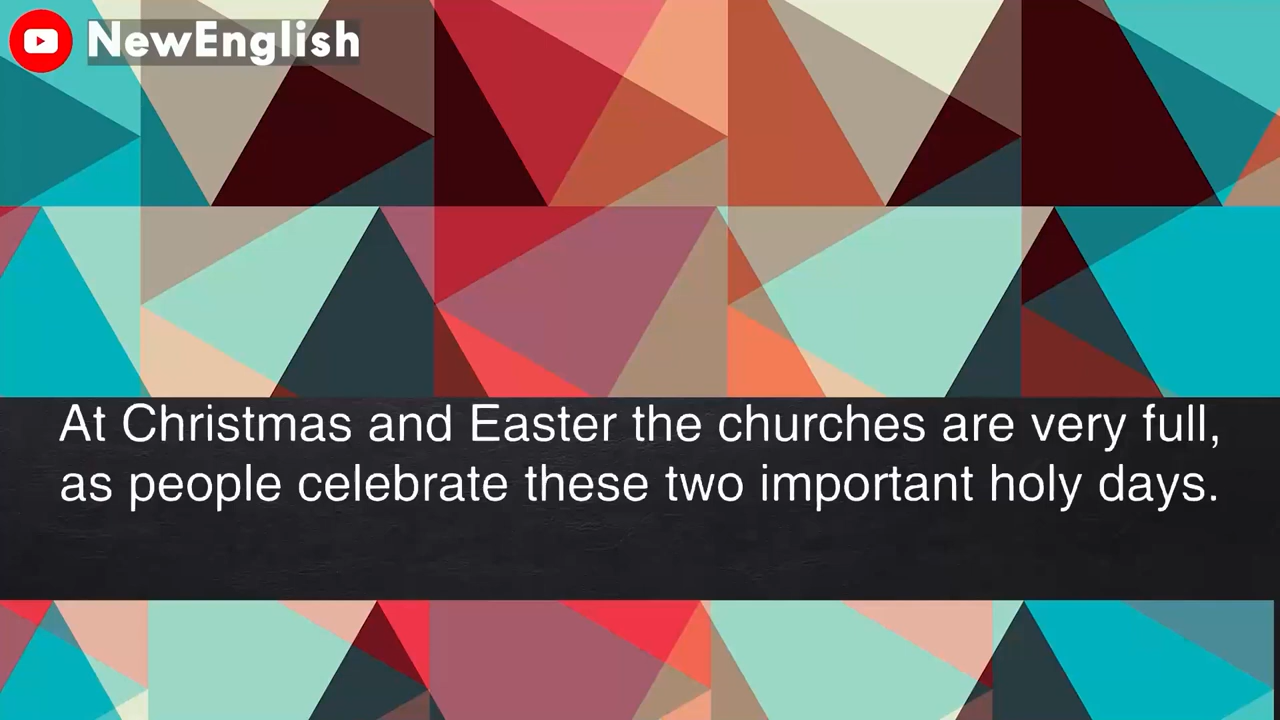 NewEnglish
At Christmas and Easter the churches are very full,
as people celebrate these two important holy days.